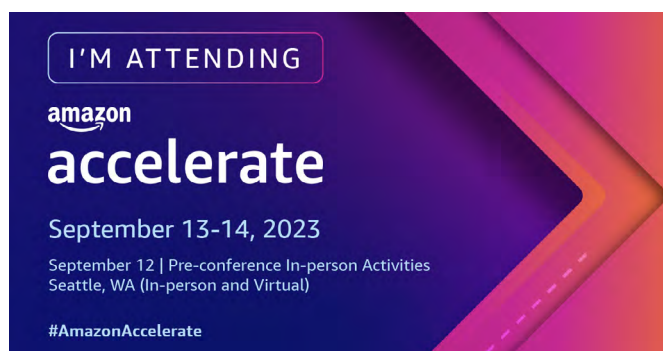 I'M ATTENDING
amazon
accelerate
September 13-14, 2023
September 12 | Pre-conference In-person Activities
Seattle, WA (In-person and Virtual)
#AmazonAccelerate